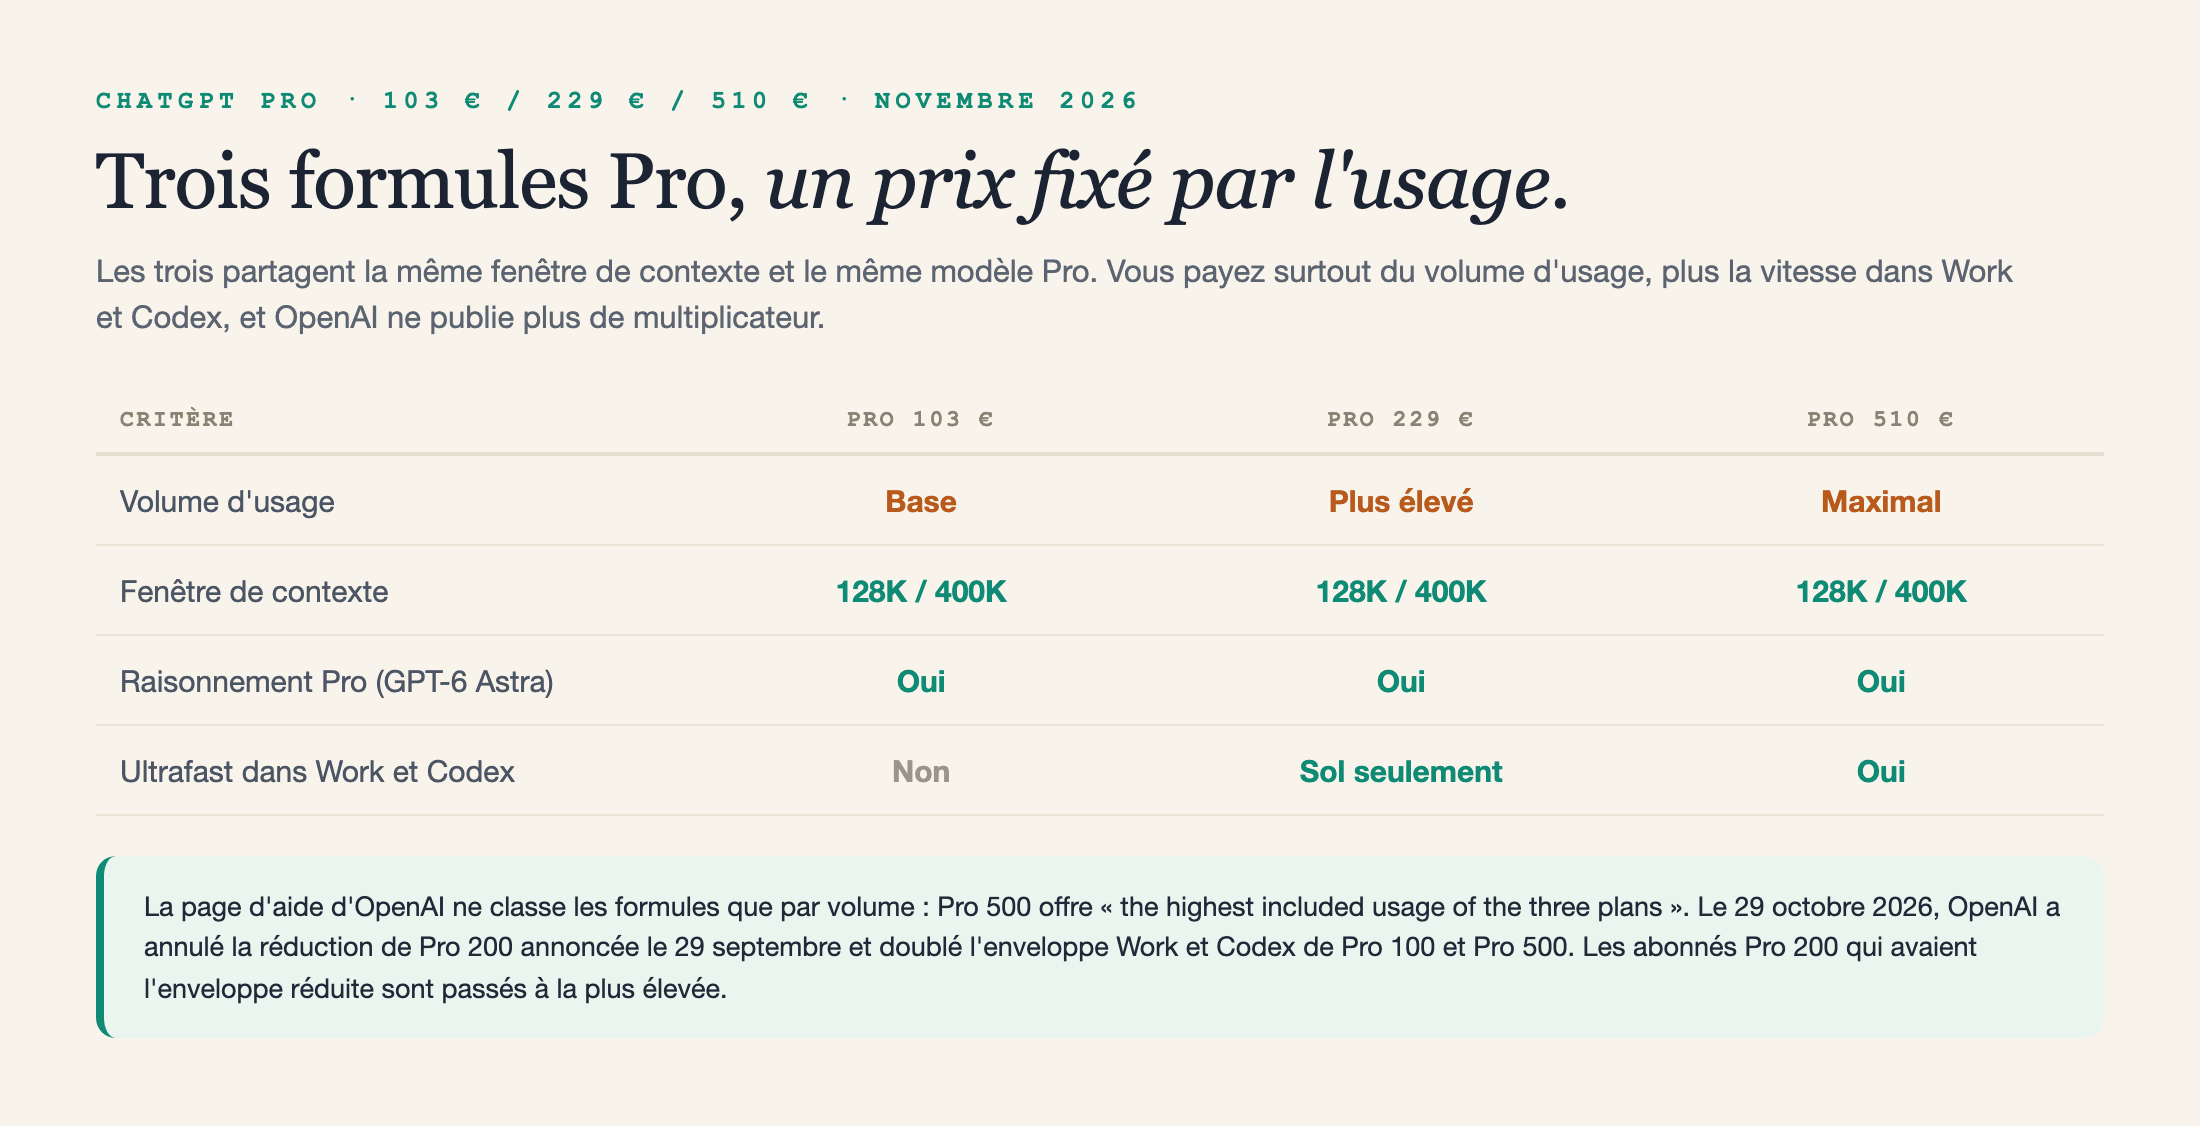 CHATGPT PRO · 103 € / 229 € / 510 € · NOVEMBRE 2026
Trois formules Pro, un prix fixé par l'usage.
Les trois partagent la même fenêtre de contexte et le même modèle Pro. Vous payez surtout du volume d'usage, plus la vitesse dans Work
et Codex, et OpenAI ne publie plus de multiplicateur.
CRITÈRE PRO 103 € PRO 229 € PRO 510 €
Volume d'usage Base Plus élevé Maximal
Fenêtre de contexte 128K / 400K 128K / 400K 128K / 400K
Raisonnement Pro (GPT-6 Astra) Oui Oui Oui
Ultrafast dans Work et Codex Non Sol seulement Oui
La page d'aide d'OpenAI ne classe les formules que par volume : Pro 500 offre « the highest included usage of the three plans ». Le 29 octobre 2026, OpenAI a
annulé la réduction de Pro 200 annoncée le 29 septembre et doublé l'enveloppe Work et Codex de Pro 100 et Pro 500. Les abonnés Pro 200 qui avaient
l'enveloppe réduite sont passés à la plus élevée.